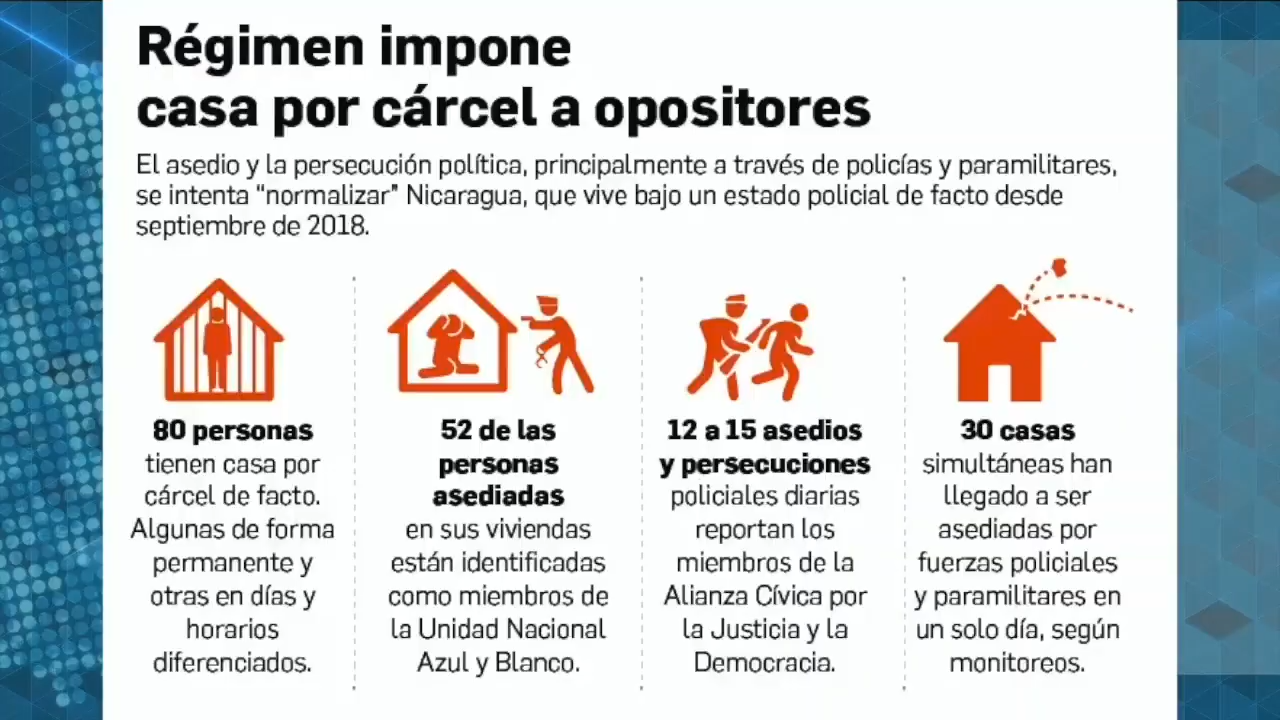 Régimen impone
casa por cárcel a opositores
El asedio y la persecución política, principalmente a través de policías y paramilitares,
se intenta “normalizar” Nicaragua, que vive bajo un estado policial de facto desde
septiembre de 2018.
80 personas
tienen casa por
cárcel de facto.
Algunas de forma
permanente y
otras en días y
horarios
diferenciados.
52 de las
personas
asediadas
en sus viviendas
están identificadas
como miembros de
la Unidad Nacional
Azul y Blanco.
12 a 15 asedios
y persecuciones
policiales diarias
reportan los
miembros de la
Alianza Cívica por
la Justicia y la
Democracia.
30 casas
simultáneas han
llegado a ser
asediadas por
fuerzas policiales
y paramilitares en
un solo día, según
monitoreos.